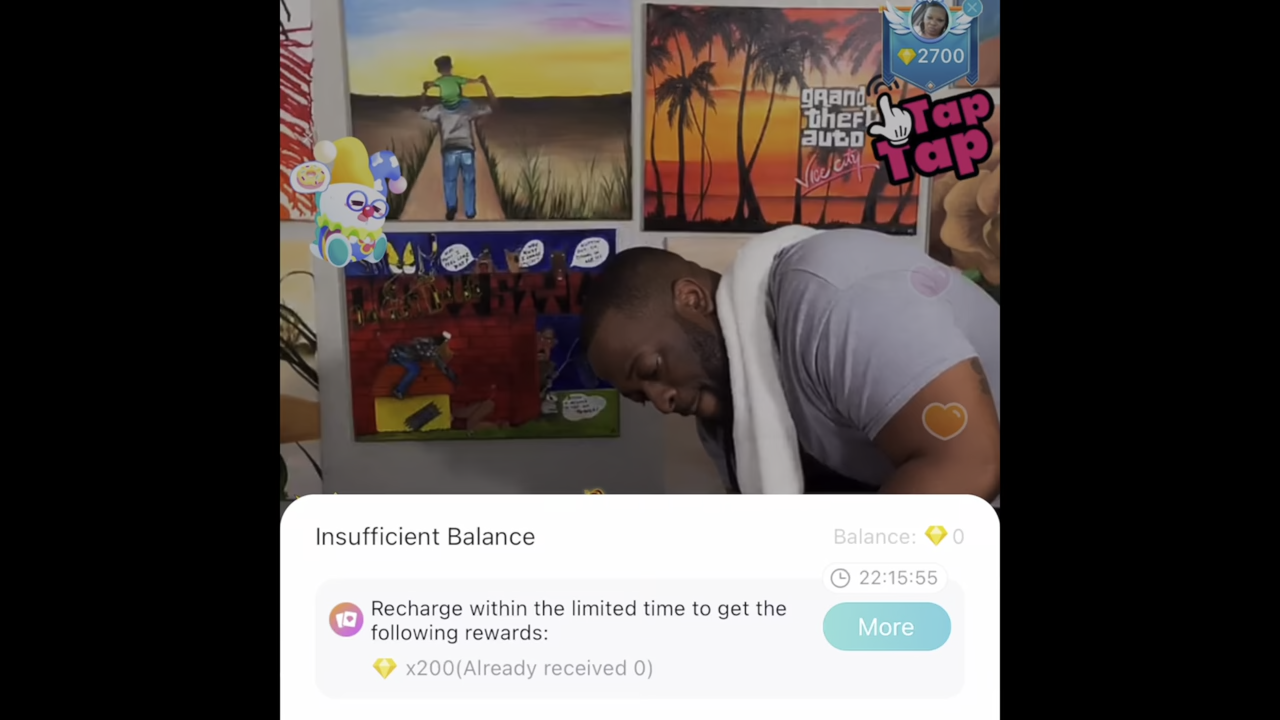 2700
Tap
Tap
grand
theft
auto
Vice City
Insufficient Balance
Balance: 0
22:15:55
Recharge within the limited time to get the
following rewards:
More
x200(Already received 0)